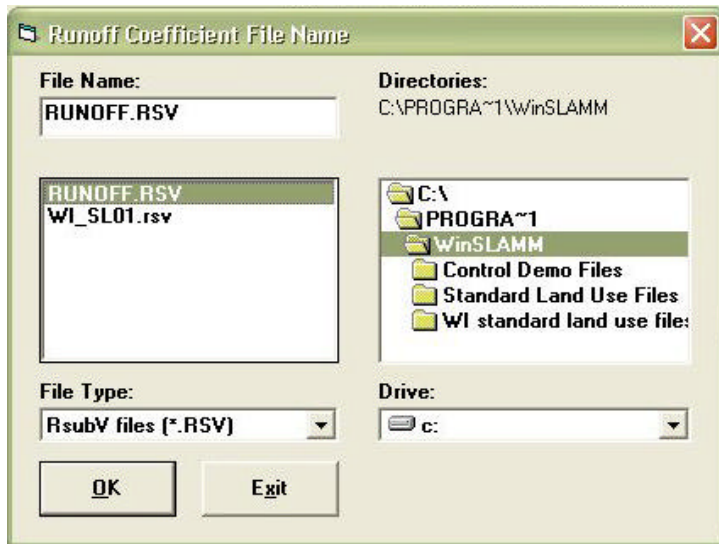 Runoff Coefficient File Name
File Name:
RUNOFF.RSV
Directories:
C:\PROGRA~1\WinSLAMM
RUNOFF.RSV
WI_SL01.rsv
C:\
PROGRA~1
WinSLAMM
Control Demo Files
Standard Land Use Files
WI standard land use files
File Type:
RsubV files (*.RSV)
Drive:
c:
OK
Exit